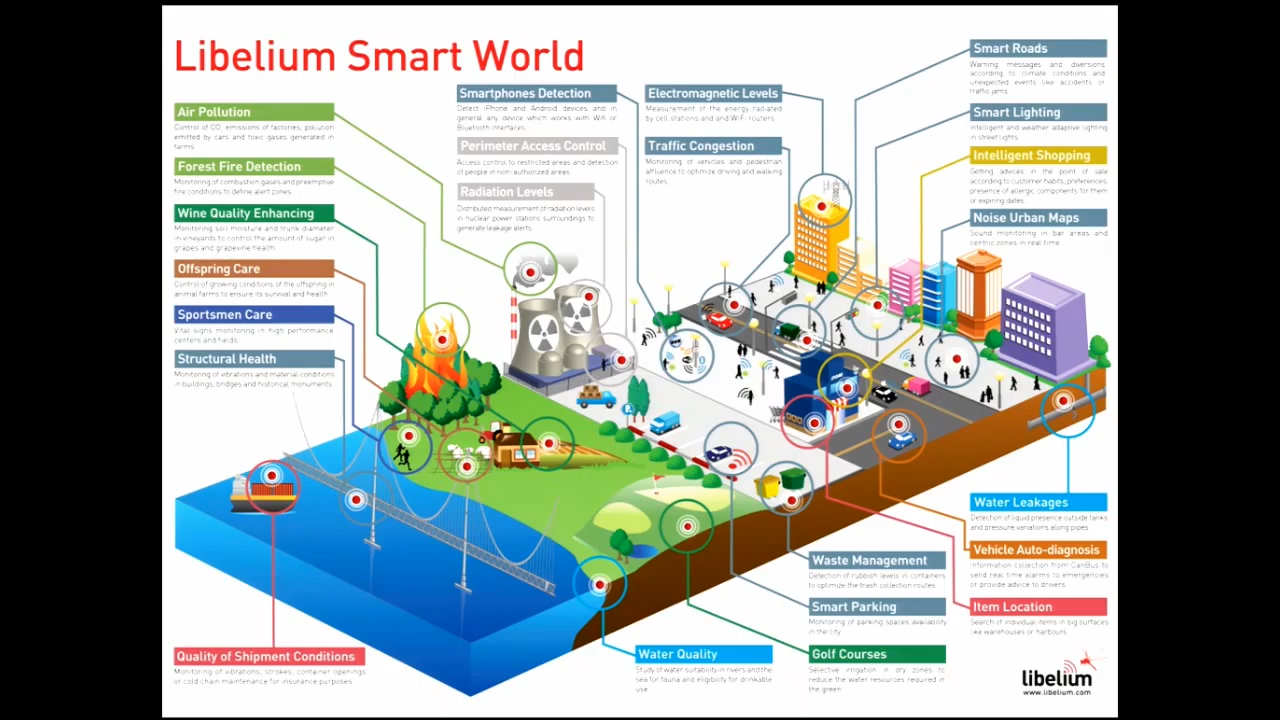 Libelium Smart World
Air Pollution
Control of CO₂ emissions of factories, pollution
emitted by cars and toxic gases generated in
farms.
Forest Fire Detection
Monitoring of combustion gases and preemptive
fire conditions to define alert zones.
Wine Quality Enhancing
Monitoring soil moisture and trunk diameter
in vineyards to control the amount of sugar in
grapes and grapevine health.
Offspring Care
Control of growing conditions of the offspring in
animal farms to ensure its survival and health.
Sportsmen Care
Vital signs monitoring in high performance
centers and fields.
Structural Health
Monitoring of vibrations and material conditions
in buildings, bridges and historical monuments.
Quality of Shipment Conditions
Monitoring of vibrations, strokes, container openings
or cold chain maintenance for insurance purposes.
Smartphones Detection
Detect iPhone and Android devices and in
general any device which works with Wifi or
Bluetooth interfaces.
Perimeter Access Control
Access control to restricted areas and detection
of people in non-authorized areas.
Radiation Levels
Distributed measurement of radiation levels
in nuclear power stations surroundings to
generate leakage alerts.
Electromagnetic Levels
Measurement of the energy radiated
by cell stations and and WiFi routers.
Traffic Congestion
Monitoring of vehicles and pedestrian
affluence to optimize driving and walking
routes.
Smart Roads
Warning messages and diversions
according to climate conditions and
unexpected events like accidents or
traffic jams.
Smart Lighting
Intelligent and weather adaptive lighting
in street lights.
Intelligent Shopping
Getting advices in the point of sale
according to customer habits, preferences,
presence of allergic components for them
or expiring dates.
Noise Urban Maps
Sound monitoring in bar areas and
centric zones in real time.
Water Leakages
Detection of liquid presence outside tanks
and pressure variations along pipes.
Vehicle Auto-diagnosis
Information collection from CanBus to
send real time alarms to emergencies
or provide advice to drivers.
Item Location
Search of individual items in big surfaces
like warehouses or harbours.
Waste Management
Detection of rubbish levels in containers
to optimize the trash collection routes.
Smart Parking
Monitoring of parking spaces availability
in the city.
Golf Courses
Selective irrigation in dry zones to
reduce the water resources required in
the green.
Water Quality
Study of water suitability in rivers and the
sea for fauna and eligibility for drinkable
use.
libelium
www.libelium.com